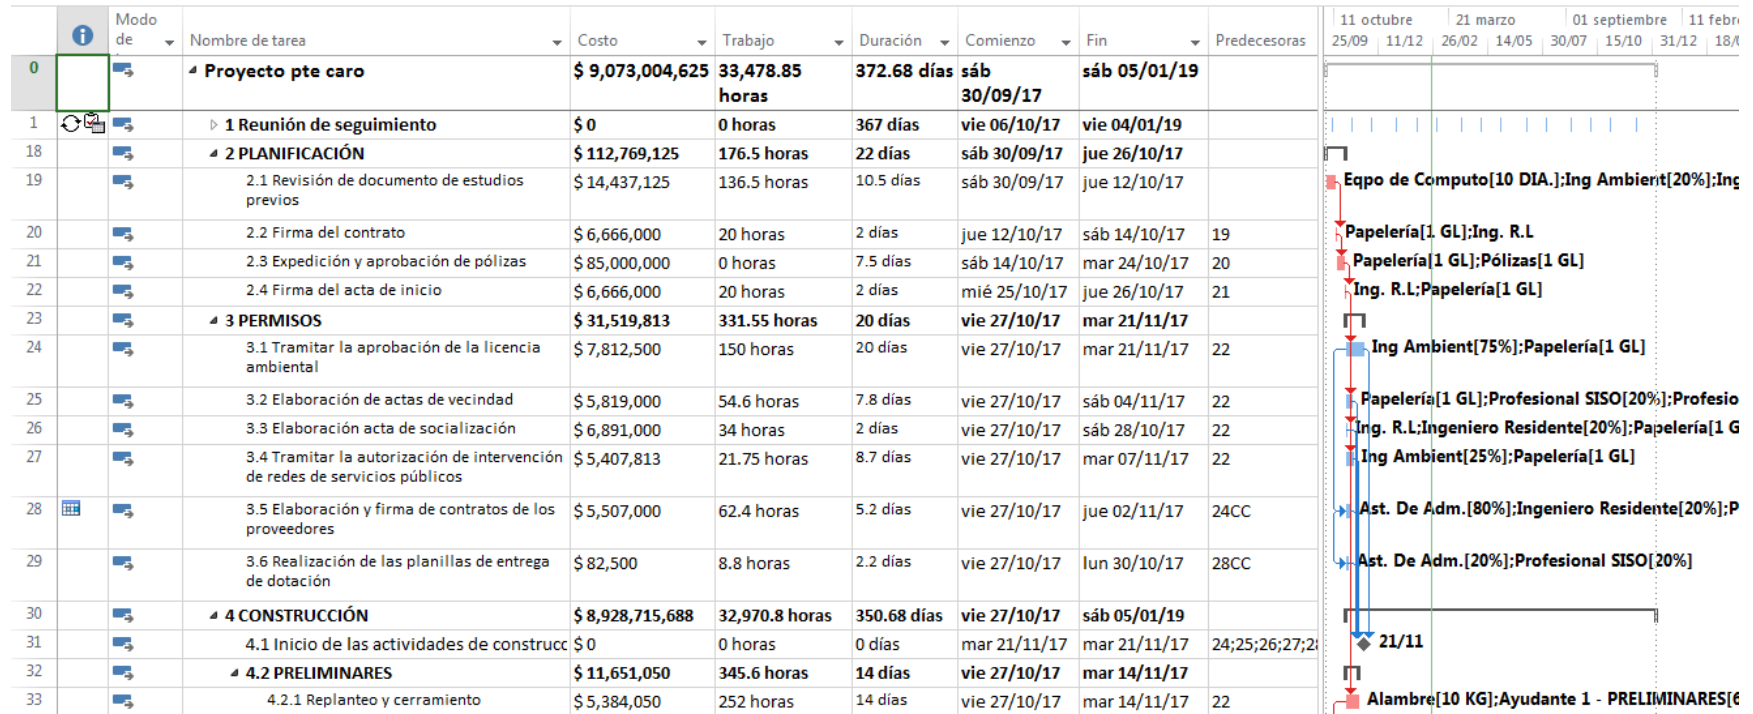 Modo de Nombre de tarea Costo Trabajo Duración Comienzo Fin Predecesoras
11 octubre 21 marzo 01 septiembre 11 febr
25/09 11/12 26/02 14/05 30/07 15/10 31/12 18/0
0 Proyecto pte caro $ 9,073,004,625 33,478.85 horas 372.68 días sáb 30/09/17 sáb 05/01/19
1 1 Reunión de seguimiento $ 0 0 horas 367 días vie 06/10/17 vie 04/01/19
18 2 PLANIFICACIÓN $ 112,769,125 176.5 horas 22 días sáb 30/09/17 jue 26/10/17
19 2.1 Revisión de documento de estudios previos $ 14,437,125 136.5 horas 10.5 días sáb 30/09/17 jue 12/10/17 Eqpo de Computo[10 DIA.];Ing Ambient[20%];Ing
20 2.2 Firma del contrato $ 6,666,000 20 horas 2 días jue 12/10/17 sáb 14/10/17 19 Papelería[1 GL];Ing. R.L
21 2.3 Expedición y aprobación de pólizas $ 85,000,000 0 horas 7.5 días sáb 14/10/17 mar 24/10/17 20 Papelería[1 GL];Pólizas[1 GL]
22 2.4 Firma del acta de inicio $ 6,666,000 20 horas 2 días mié 25/10/17 jue 26/10/17 21 Ing. R.L;Papelería[1 GL]
23 3 PERMISOS $ 31,519,813 331.55 horas 20 días vie 27/10/17 mar 21/11/17
24 3.1 Tramitar la aprobación de la licencia ambiental $ 7,812,500 150 horas 20 días vie 27/10/17 mar 21/11/17 22 Ing Ambient[75%];Papelería[1 GL]
25 3.2 Elaboración de actas de vecindad $ 5,819,000 54.6 horas 7.8 días vie 27/10/17 sáb 04/11/17 22 Papelería[1 GL];Profesional SISO[20%];Profesio
26 3.3 Elaboración acta de socialización $ 6,891,000 34 horas 2 días vie 27/10/17 sáb 28/10/17 22 Ing. R.L;Ingeniero Residente[20%];Papelería[1 G
27 3.4 Tramitar la autorización de intervención de redes de servicios públicos $ 5,407,813 21.75 horas 8.7 días vie 27/10/17 mar 07/11/17 22 Ing Ambient[25%];Papelería[1 GL]
28 3.5 Elaboración y firma de contratos de los proveedores $ 5,507,000 62.4 horas 5.2 días vie 27/10/17 jue 02/11/17 24CC Ast. De Adm.[80%];Ingeniero Residente[20%];P
29 3.6 Realización de las planillas de entrega de dotación $ 82,500 8.8 horas 2.2 días vie 27/10/17 lun 30/10/17 28CC Ast. De Adm.[20%];Profesional SISO[20%]
30 4 CONSTRUCCIÓN $ 8,928,715,688 32,970.8 horas 350.68 días vie 27/10/17 sáb 05/01/19
31 4.1 Inicio de las actividades de construcc $ 0 0 horas 0 días mar 21/11/17 mar 21/11/17 24;25;26;27;28 21/11
32 4.2 PRELIMINARES $ 11,651,050 345.6 horas 14 días vie 27/10/17 mar 14/11/17
33 4.2.1 Replanteo y cerramiento $ 5,384,050 252 horas 14 días vie 27/10/17 mar 14/11/17 22 Alambre[10 KG];Ayudante 1 - PRELIMINARES[6